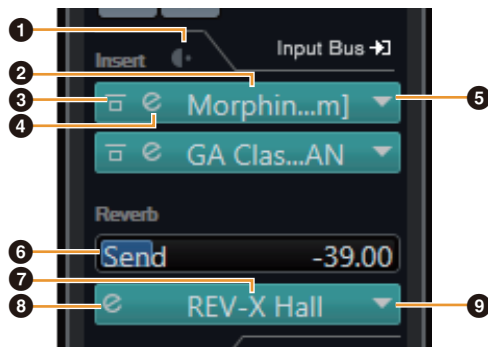 1
Insert Input Bus
2
3 Morphin...m] 5
4
GA Clas...AN
Reverb
6 Send -39.00
7
8 REV-X Hall 9